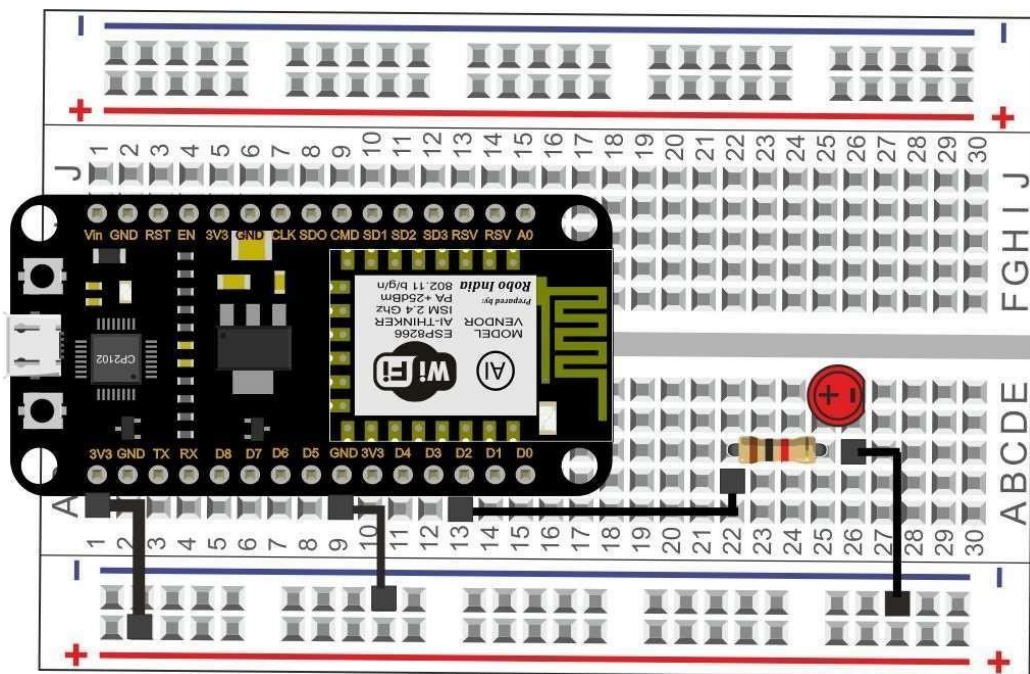 − −
+ +
1 2 3 4 5 6 7 8 9 10 11 12 13 14 15 16 17 18 19 20 21 22 23 24 25 26 27 28 29 30
J J
I
H
G
F
Vin GND RST EN 3V3 GND CLK SDO CMD SD1 SD2 SD3 RSV RSV A0
Prepared by:
Robo India
MODEL ESP8266
VENDOR AI-THINKER
ISM 2.4 Ghz
PA +25dBm
802.11 b/g/n
Wi Fi
AI
CP2102
+ −
3V3 GND TX RX D8 D7 D6 D5 GND 3V3 D4 D3 D2 D1 D0
E
D
C
B
A A
1 2 3 4 5 6 7 8 9 10 11 12 13 14 15 16 17 18 19 20 21 22 23 24 25 26 27 28 29 30
− −
+ +